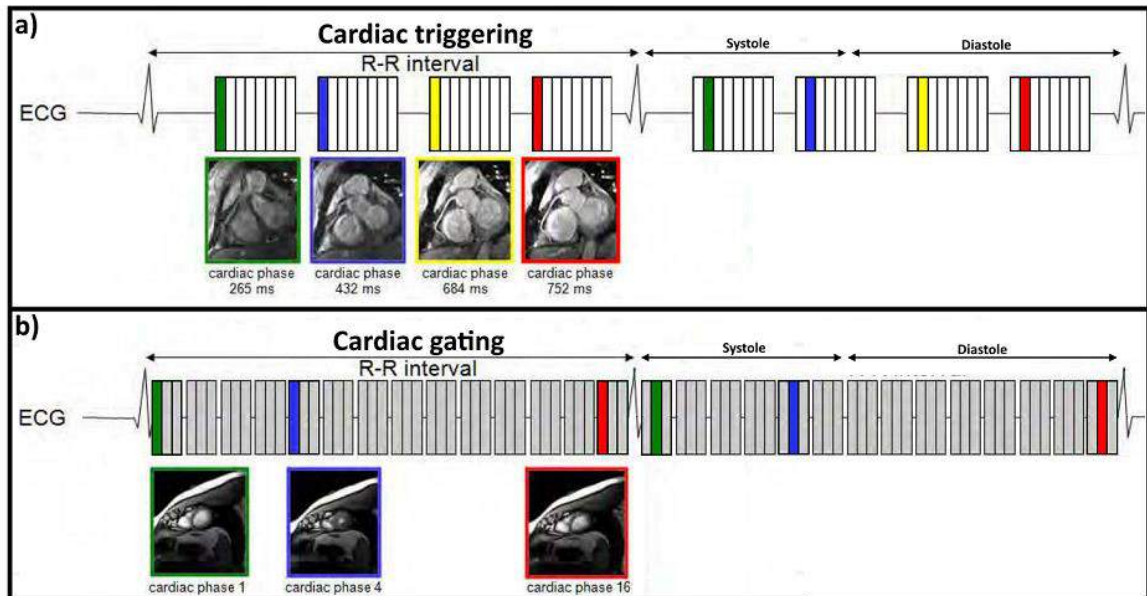 a)
Cardiac triggering
R-R interval
Systole
Diastole
ECG
cardiac phase
265 ms
cardiac phase
432 ms
cardiac phase
684 ms
cardiac phase
752 ms
b)
Cardiac gating
R-R interval
Systole
Diastole
ECG
cardiac phase 1
cardiac phase 4
cardiac phase 16